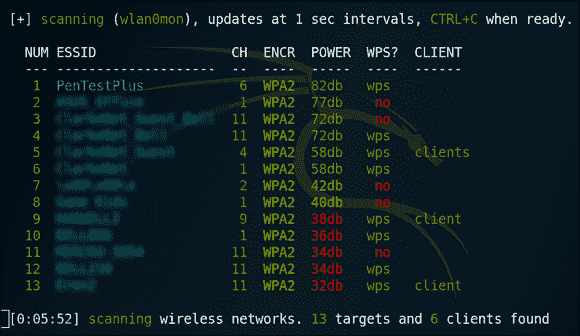 [+] scanning (wlan0mon), updates at 1 sec intervals, CTRL+C when ready.
NUM ESSID CH ENCR POWER WPS? CLIENT
--- -------------------- -- ---- ----- ---- ------
1 PenTestPlus 6 WPA2 82db wps
2 1 WPA2 77db no
3 11 WPA2 72db no
4 11 WPA2 72db wps
5 4 WPA2 58db wps clients
6 1 WPA2 58db wps
7 2 WPA2 42db no
8 1 WPA2 40db no
9 9 WPA2 38db wps client
10 1 WPA2 36db wps
11 11 WPA2 34db no
12 11 WPA2 34db wps
13 11 WPA2 32db wps client
[0:05:52] scanning wireless networks. 13 targets and 6 clients found